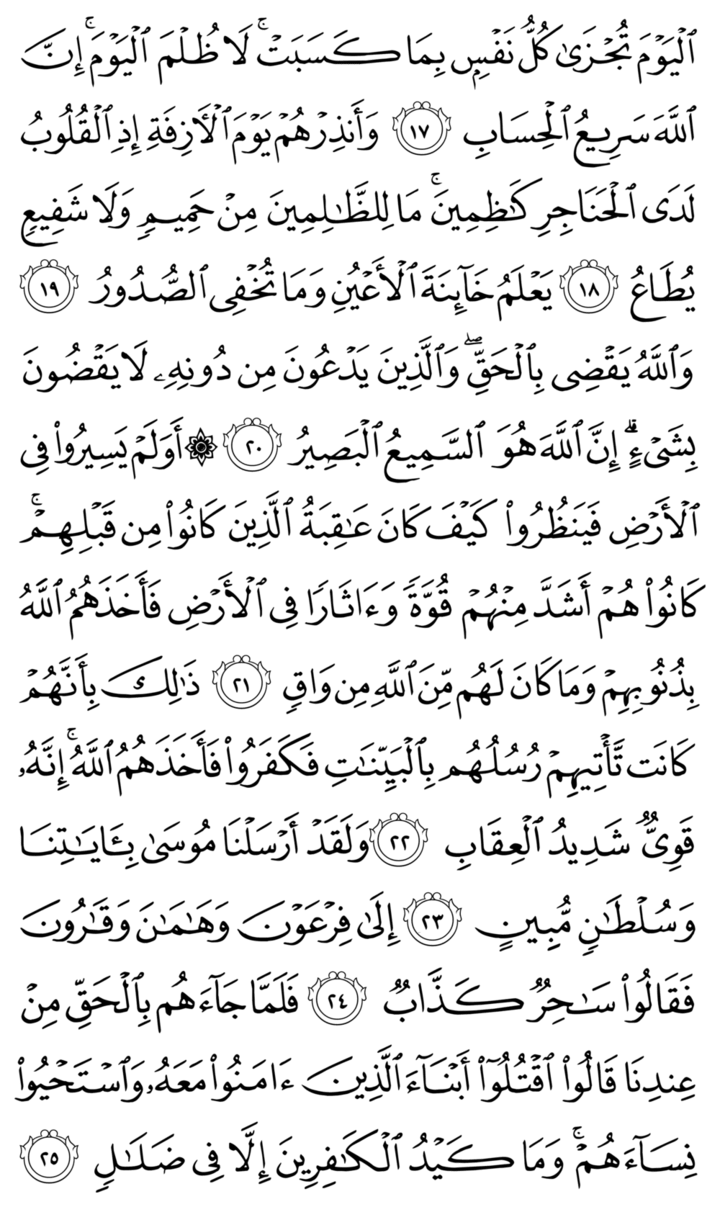 ٱلۡيَوۡمَ تُجۡزَىٰ كُلُّ نَفۡسِۭ بِمَا كَسَبَتۡۚ لَا ظُلۡمَ ٱلۡيَوۡمَۚ إِنَّ
ٱللَّهَ سَرِيعُ ٱلۡحِسَابِ ١٧ وَأَنذِرۡهُمۡ يَوۡمَ ٱلۡأٓزِفَةِ إِذِ ٱلۡقُلُوبُ
لَدَى ٱلۡحَنَاجِرِ كَٰظِمِينَۚ مَا لِلظَّٰلِمِينَ مِنۡ حَمِيمٖ وَلَا شَفِيعٖ
يُطَاعُ ١٨ يَعۡلَمُ خَآئِنَةَ ٱلۡأَعۡيُنِ وَمَا تُخۡفِي ٱلصُّدُورُ ١٩
وَٱللَّهُ يَقۡضِي بِٱلۡحَقِّۖ وَٱلَّذِينَ يَدۡعُونَ مِن دُونِهِۦ لَا يَقۡضُونَ
بِشَيۡءٍۗ إِنَّ ٱللَّهَ هُوَ ٱلسَّمِيعُ ٱلۡبَصِيرُ ٢٠ ۞ أَوَلَمۡ يَسِيرُواْ فِي
ٱلۡأَرۡضِ فَيَنظُرُواْ كَيۡفَ كَانَ عَٰقِبَةُ ٱلَّذِينَ كَانُواْ مِن قَبۡلِهِمۡۚ
كَانُواْ هُمۡ أَشَدَّ مِنۡهُمۡ قُوَّةٗ وَءَاثَارٗا فِي ٱلۡأَرۡضِ فَأَخَذَهُمُ ٱللَّهُ
بِذُنُوبِهِمۡ وَمَا كَانَ لَهُم مِّنَ ٱللَّهِ مِن وَاقٖ ٢١ ذَٰلِكَ بِأَنَّهُمۡ
كَانَت تَّأۡتِيهِمۡ رُسُلُهُم بِٱلۡبَيِّنَٰتِ فَكَفَرُواْ فَأَخَذَهُمُ ٱللَّهُۚ إِنَّهُۥ
قَوِيّٞ شَدِيدُ ٱلۡعِقَابِ ٢٢ وَلَقَدۡ أَرۡسَلۡنَا مُوسَىٰ بِـَٔايَٰتِنَا
وَسُلۡطَٰنٖ مُّبِينٍ ٢٣ إِلَىٰ فِرۡعَوۡنَ وَهَٰمَٰنَ وَقَٰرُونَ
فَقَالُواْ سَٰحِرٞ كَذَّابٞ ٢٤ فَلَمَّا جَآءَهُم بِٱلۡحَقِّ مِنۡ
عِندِنَا قَالُواْ ٱقۡتُلُوٓاْ أَبۡنَآءَ ٱلَّذِينَ ءَامَنُواْ مَعَهُۥ وَٱسۡتَحۡيُواْ
نِسَآءَهُمۡۚ وَمَا كَيۡدُ ٱلۡكَٰفِرِينَ إِلَّا فِي ضَلَٰلٖ ٢٥